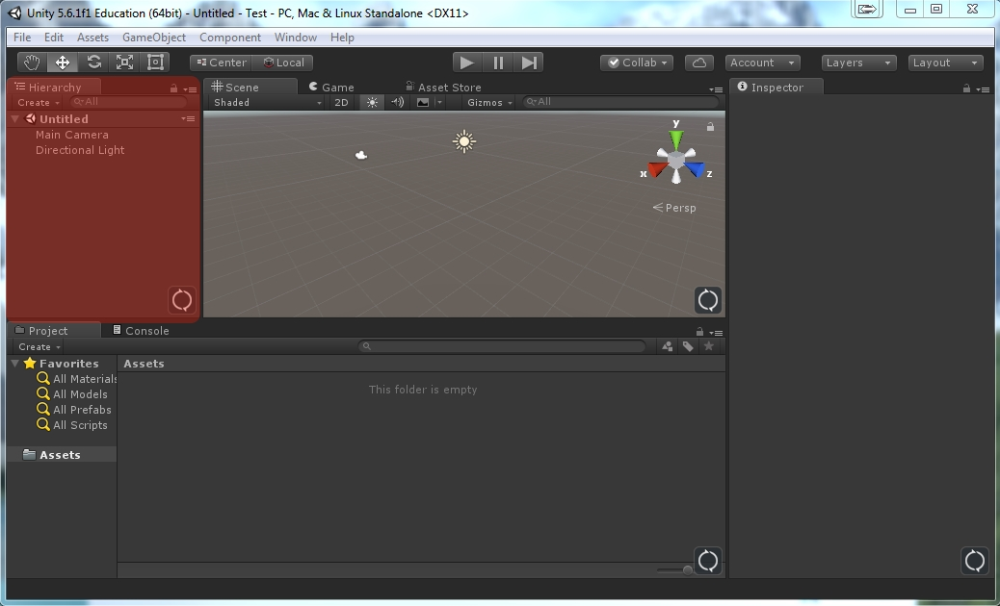 Unity 5.6.1f1 Education (64bit) - Untitled - Test - PC, Mac & Linux Standalone <DX11>
File Edit Assets GameObject Component Window Help
Center Local Collab Account Layers Layout
Hierarchy Scene Game Asset Store Inspector
Create All Shaded 2D Gizmos All
Untitled
Main Camera
Directional Light
y
x z
Persp
Project Console
Create
Favorites Assets
All Materials
All Models This folder is empty
All Prefabs
All Scripts
Assets